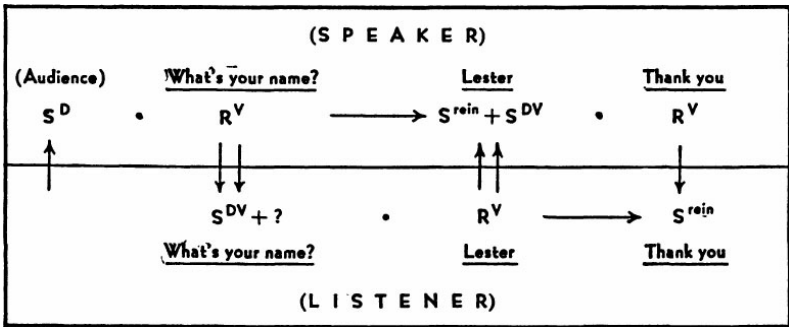 (SPEAKER)
(Audience) What's your name? Lester Thank you
S^D • R^V ⟶ S^rein + S^DV • R^V
S^DV + ? • R^V ⟶ S^rein
What's your name? Lester Thank you
(LISTENER)